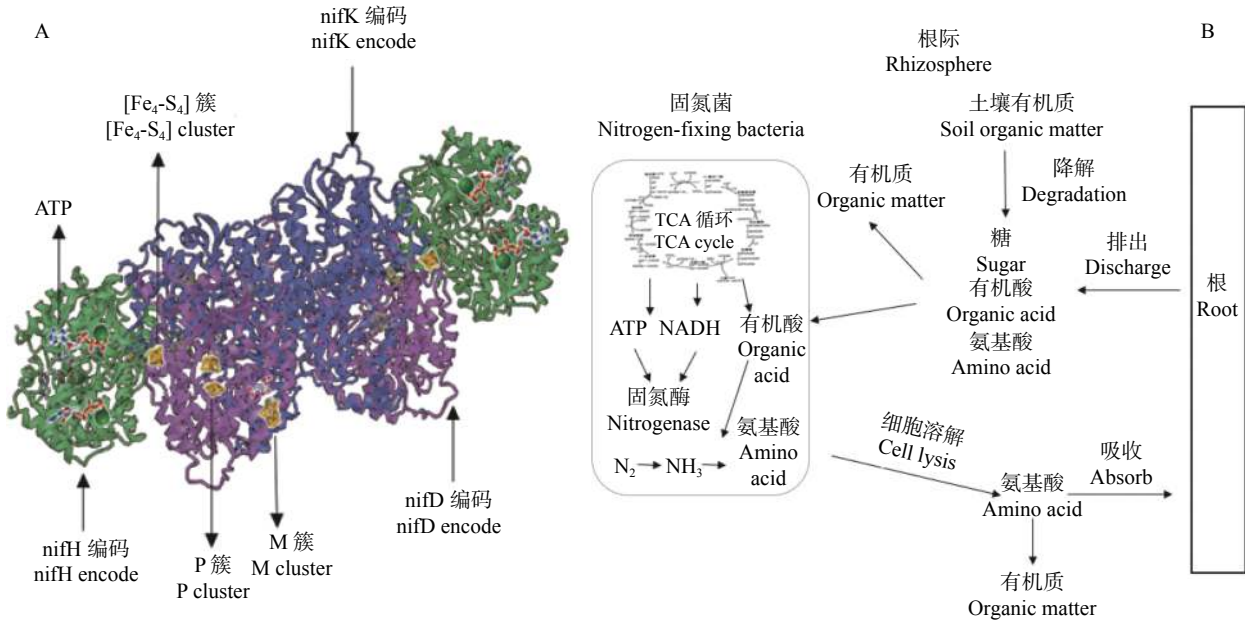 A
nifK 编码
nifK encode
[Fe₄-S₄] 簇
[Fe₄-S₄] cluster
ATP
nifH 编码
nifH encode
P 簇
P cluster
M 簇
M cluster
nifD 编码
nifD encode
B
根际
Rhizosphere
固氮菌
Nitrogen-fixing bacteria
TCA 循环
TCA cycle
ATP
NADH
有机酸
Organic
acid
固氮酶
Nitrogenase
N₂
NH₃
氨基酸
Amino
acid
有机质
Organic matter
土壤有机质
Soil organic matter
降解
Degradation
糖
Sugar
有机酸
Organic acid
氨基酸
Amino acid
排出
Discharge
根
Root
细胞溶解
Cell lysis
氨基酸
Amino acid
吸收
Absorb
有机质
Organic matter